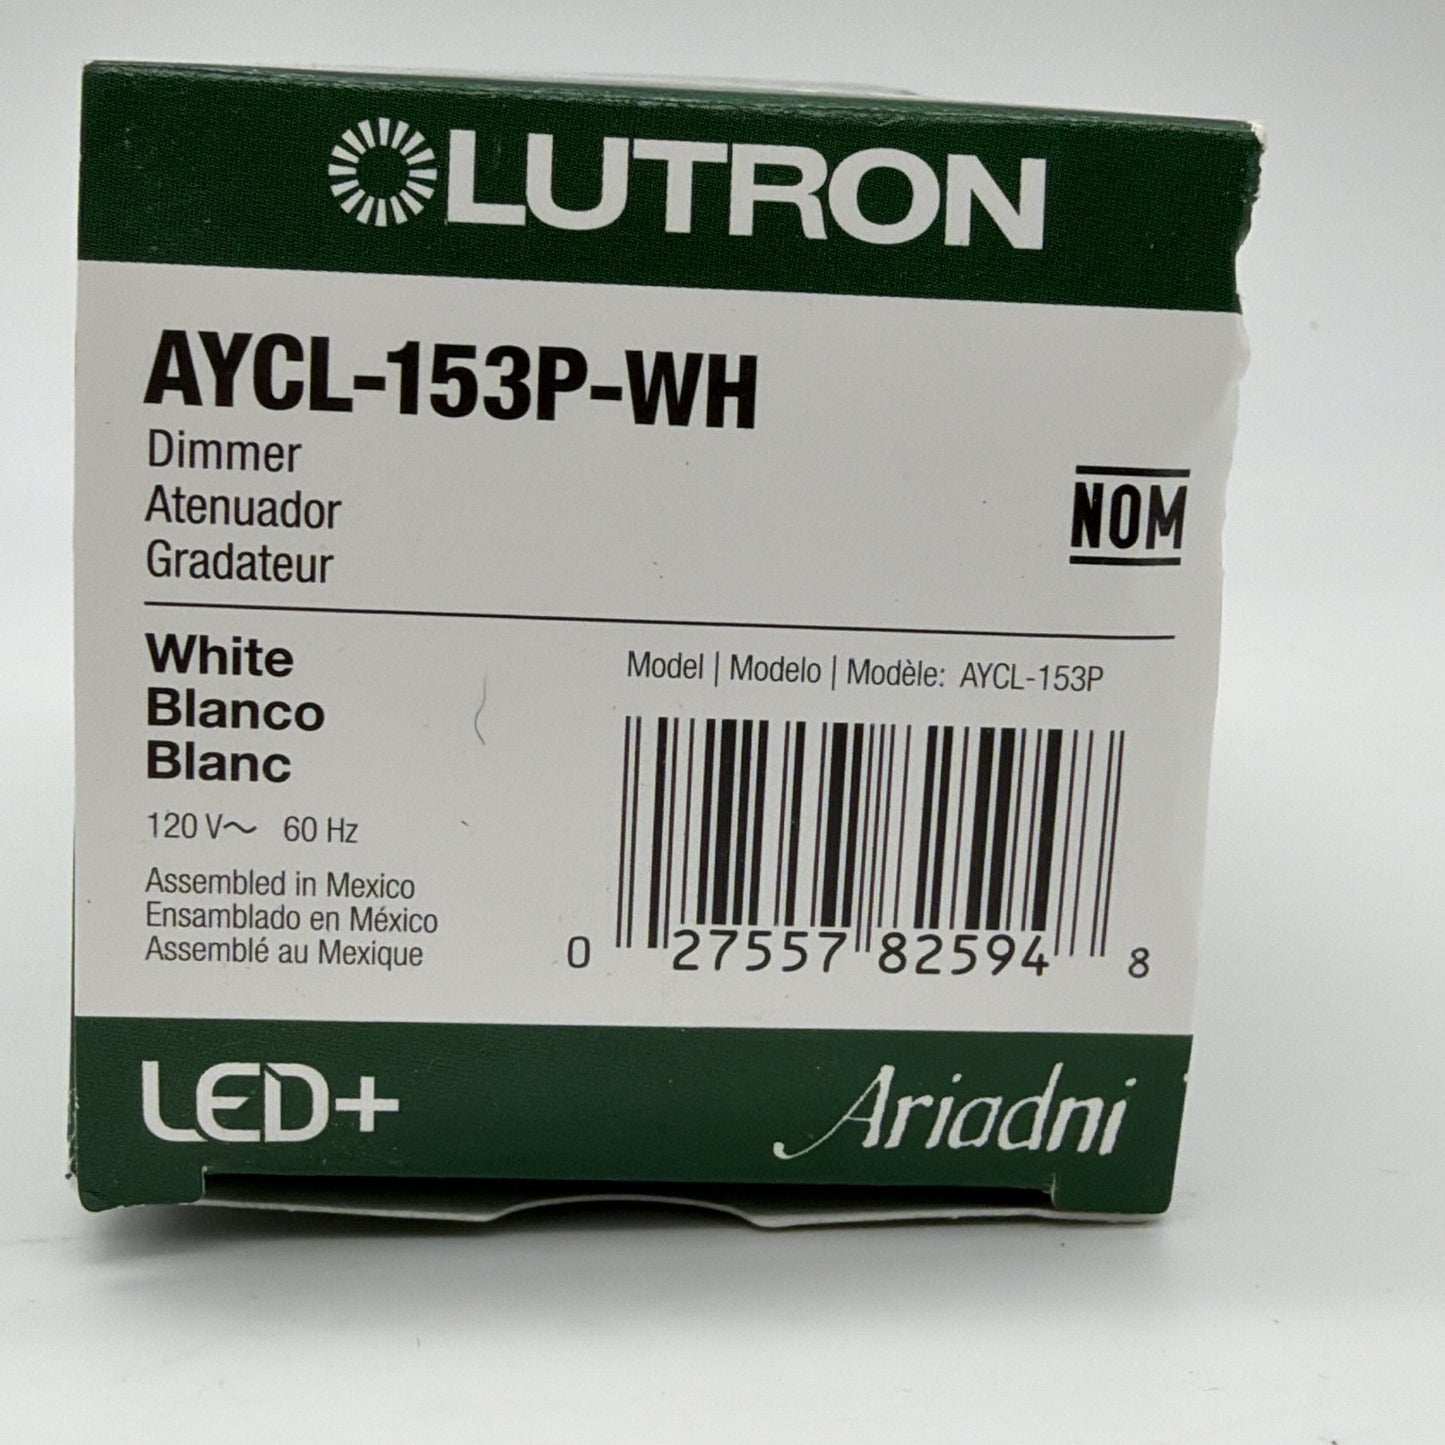 LUTRON
AYCL-153P-WH
Dimmer
Atenuador
Gradateur
NOM
White
Blanco
Blanc
120 V~ 60 Hz
Assembled in Mexico
Ensamblado en México
Assemblé au Mexique
Model | Modelo | Modèle: AYCL-153P
0 27557 82594 8
LED+
Ariadni